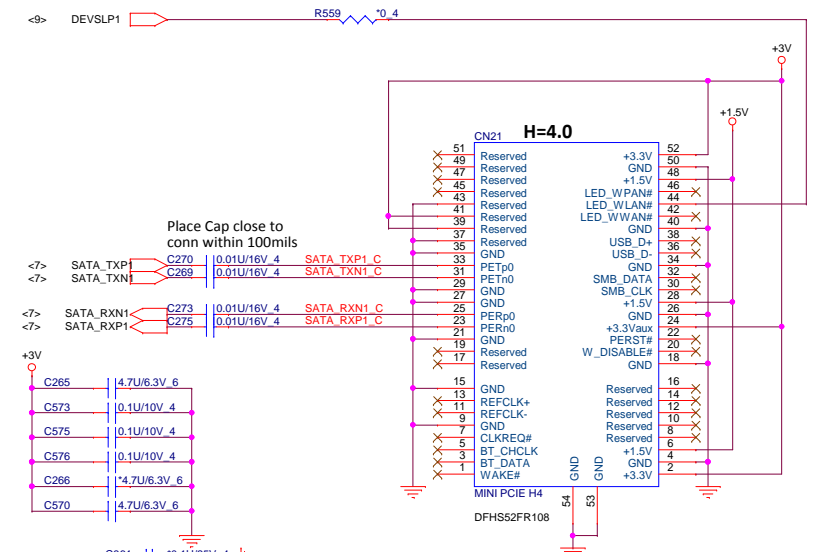 <9> DEVSLP1 R559 *0_4
+3V
+1.5V
CN21 H=4.0
51 Reserved +3.3V 52
49 Reserved GND 50
47 Reserved +1.5V 48
45 Reserved LED_WPAN# 46
43 Reserved LED_WLAN# 44
41 Reserved LED_WWAN# 42
39 Reserved GND 40
37 Reserved USB_D+ 38
35 GND USB_D- 36
33 PETp0 GND 34
31 PETn0 SMB_DATA 32
29 GND SMB_CLK 30
27 GND +1.5V 28
25 PERp0 GND 26
23 PERn0 +3.3Vaux 24
21 GND PERST# 22
19 Reserved W_DISABLE# 20
17 Reserved GND 18
15 GND Reserved 16
13 REFCLK+ Reserved 14
11 REFCLK- Reserved 12
9 GND Reserved 10
7 CLKREQ# Reserved 8
5 BT_CHCLK +1.5V 6
3 BT_DATA GND 4
1 WAKE# +3.3V 2
GND GND
54 53
MINI PCIE H4
DFHS52FR108
Place Cap close to
conn within 100mils
<7> SATA_TXP1 C270 0.01U/16V_4 SATA_TXP1_C
<7> SATA_TXN1 C269 0.01U/16V_4 SATA_TXN1_C
<7> SATA_RXN1 C273 0.01U/16V_4 SATA_RXN1_C
<7> SATA_RXP1 C275 0.01U/16V_4 SATA_RXP1_C
+3V
C265 4.7U/6.3V_6
C573 0.1U/10V_4
C575 0.1U/10V_4
C576 0.1U/10V_4
C266 *4.7U/6.3V_6
C570 4.7U/6.3V_6